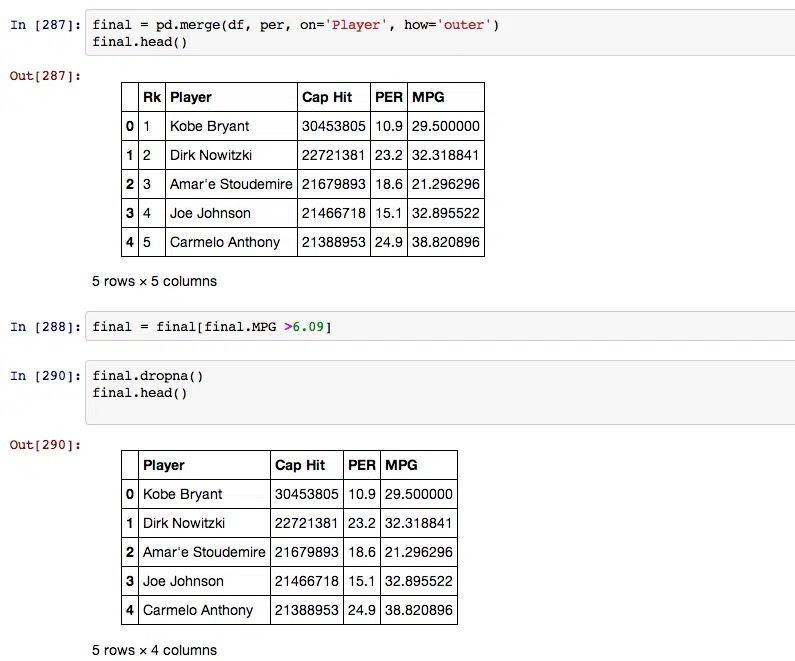 In [287]: final = pd.merge(df, per, on='Player', how='outer')
final.head()
Out[287]:
Rk Player Cap Hit PER MPG
0 1 Kobe Bryant 30453805 10.9 29.500000
1 2 Dirk Nowitzki 22721381 23.2 32.318841
2 3 Amar'e Stoudemire 21679893 18.6 21.296296
3 4 Joe Johnson 21466718 15.1 32.895522
4 5 Carmelo Anthony 21388953 24.9 38.820896
5 rows × 5 columns
In [288]: final = final[final.MPG >6.09]
In [290]: final.dropna()
final.head()
Out[290]:
Player Cap Hit PER MPG
0 Kobe Bryant 30453805 10.9 29.500000
1 Dirk Nowitzki 22721381 23.2 32.318841
2 Amar'e Stoudemire 21679893 18.6 21.296296
3 Joe Johnson 21466718 15.1 32.895522
4 Carmelo Anthony 21388953 24.9 38.820896
5 rows × 4 columns